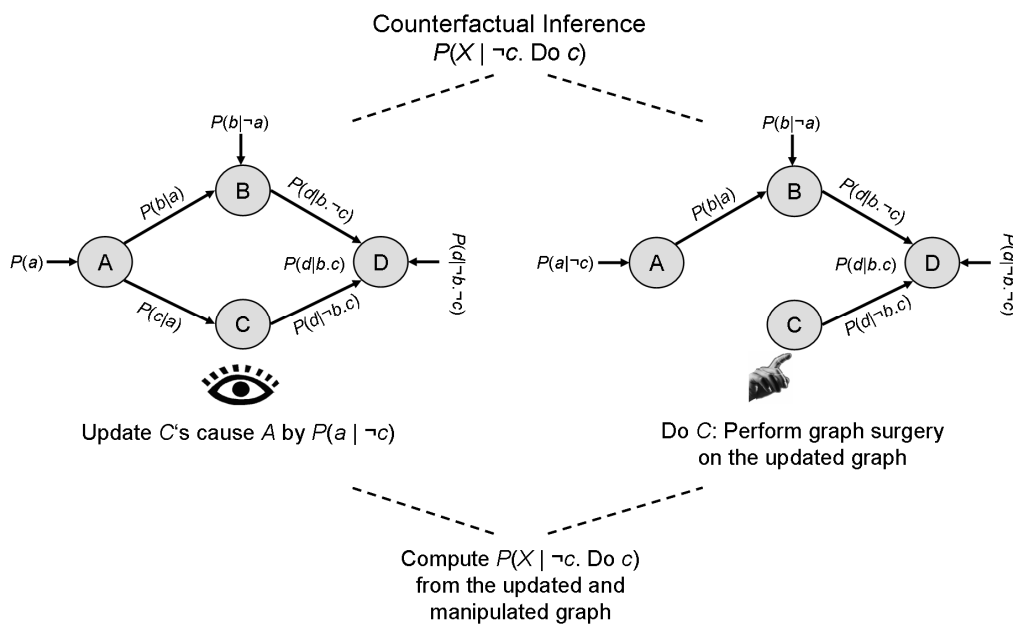 Counterfactual Inference
P(X | ¬c. Do c)
P(b|¬a)
B
P(b|a)
P(d|b.¬c)
P(a)
A
P(d|b.c)
D
P(d|¬b.¬c)
P(c|a)
C
P(d|¬b.c)
Update C‘s cause A by P(a | ¬c)
P(b|¬a)
B
P(b|a)
P(d|b.¬c)
P(a|¬c)
A
P(d|b.c)
D
P(d|¬b.¬c)
C
P(d|¬b.c)
Do C: Perform graph surgery
on the updated graph
Compute P(X | ¬c. Do c)
from the updated and
manipulated graph